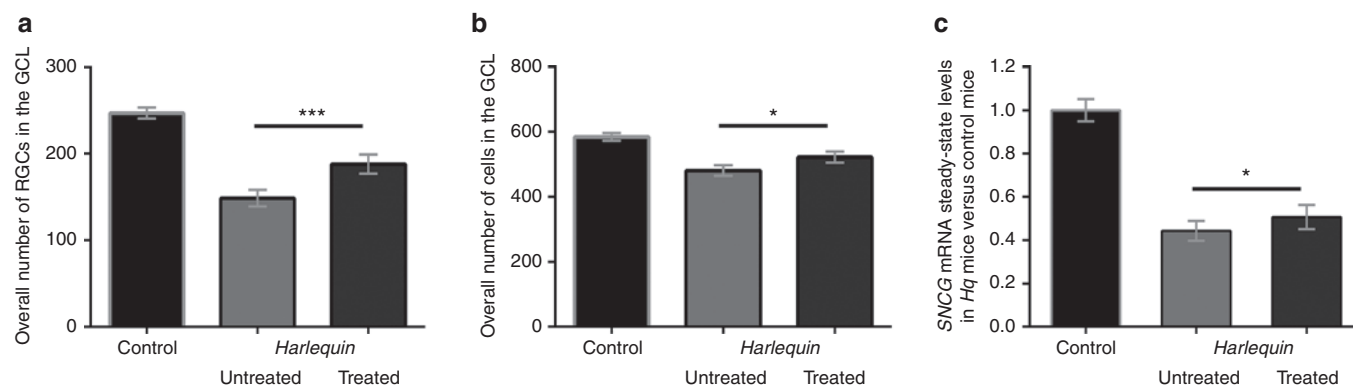 a
Overall number of RGCs in the GCL
300
200
100
0
***
Control
Harlequin
Untreated
Treated
b
Overall number of cells in the GCL
800
600
400
200
0
*
Control
Harlequin
Untreated
Treated
c
SNCG mRNA steady-state levels
in Hq mice versus control mice
1.2
1.0
0.8
0.6
0.4
0.2
0.0
*
Control
Harlequin
Untreated
Treated